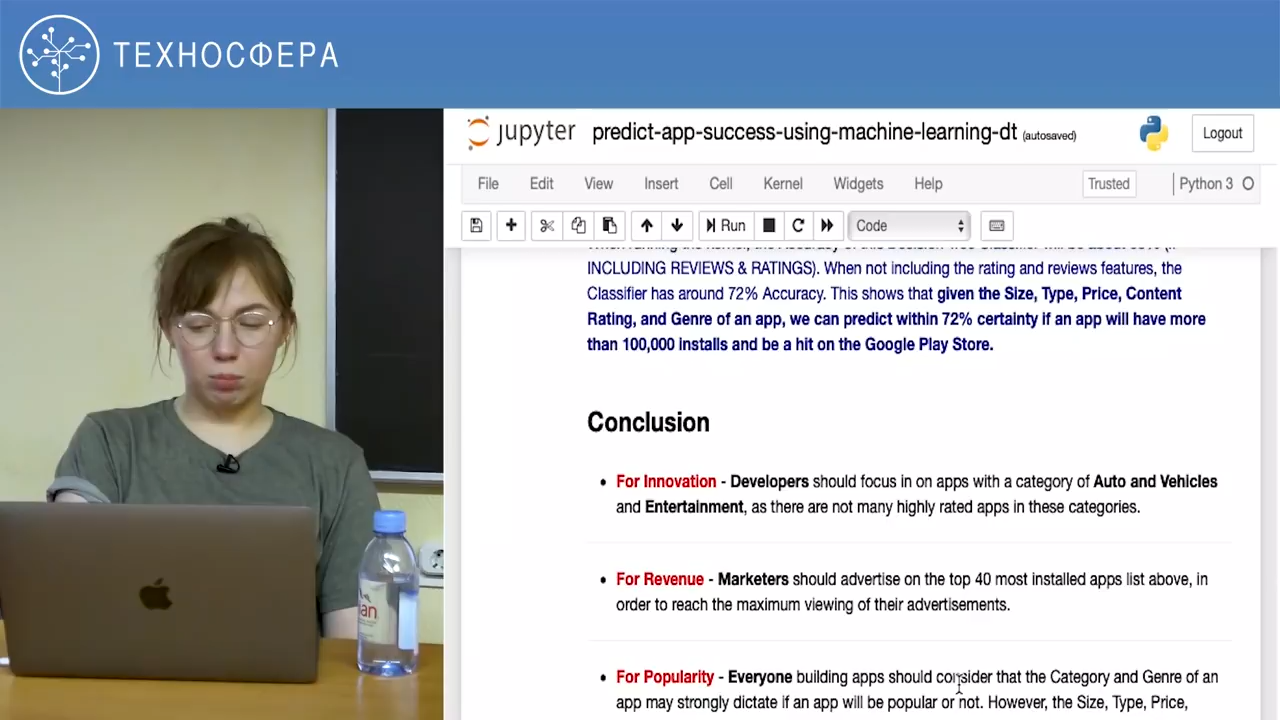 ТЕХНОСФЕРА
jupyter predict-app-success-using-machine-learning-dt (autosaved)
Logout
File Edit View Insert Cell Kernel Widgets Help
Trusted Python 3
Run Code
INCLUDING REVIEWS & RATINGS). When not including the rating and reviews features, the
Classifier has around 72% Accuracy. This shows that given the Size, Type, Price, Content
Rating, and Genre of an app, we can predict within 72% certainty if an app will have more
than 100,000 installs and be a hit on the Google Play Store.
Conclusion
For Innovation - Developers should focus in on apps with a category of Auto and Vehicles
and Entertainment, as there are not many highly rated apps in these categories.
For Revenue - Marketers should advertise on the top 40 most installed apps list above, in
order to reach the maximum viewing of their advertisements.
For Popularity - Everyone building apps should consider that the Category and Genre of an
app may strongly dictate if an app will be popular or not. However, the Size, Type, Price,